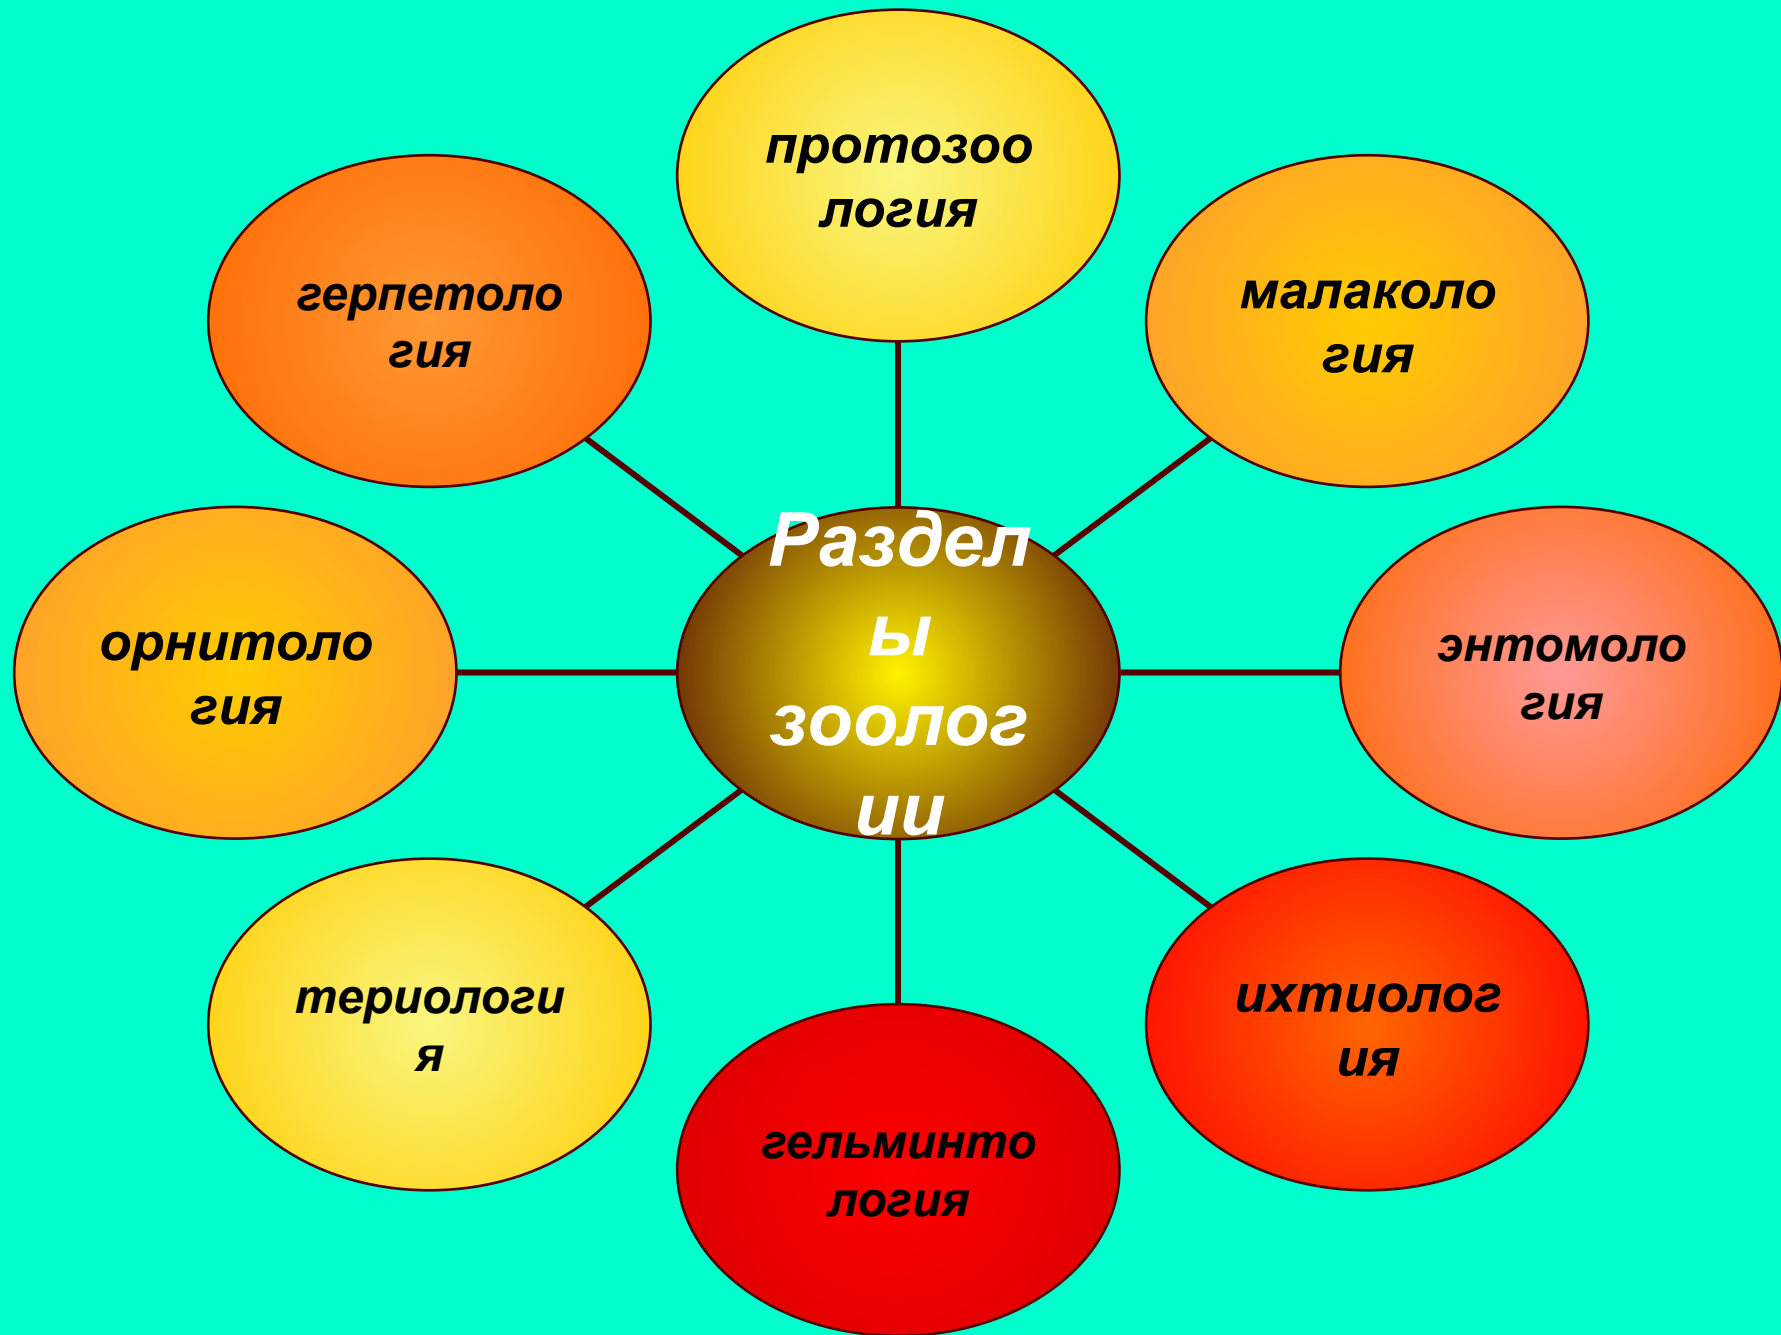 протозоо
логия
герпетоло
гия
малаколо
гия
Раздел
ы
зоолог
ии
орнитоло
гия
энтомоло
гия
териологи
я
ихтиолог
ия
гельминто
логия